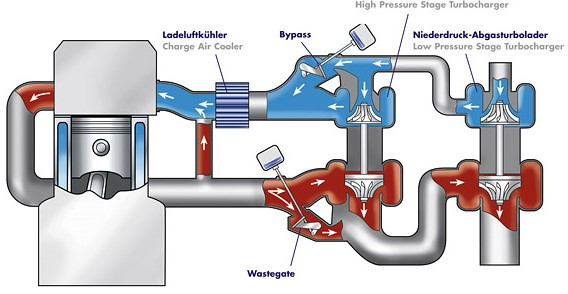 High Pressure Stage Turbocharger
Ladeluftkühler
Charge Air Cooler
Bypass
Niederdruck-Abgasturbolader
Low Pressure Stage Turbocharger
Wastegate